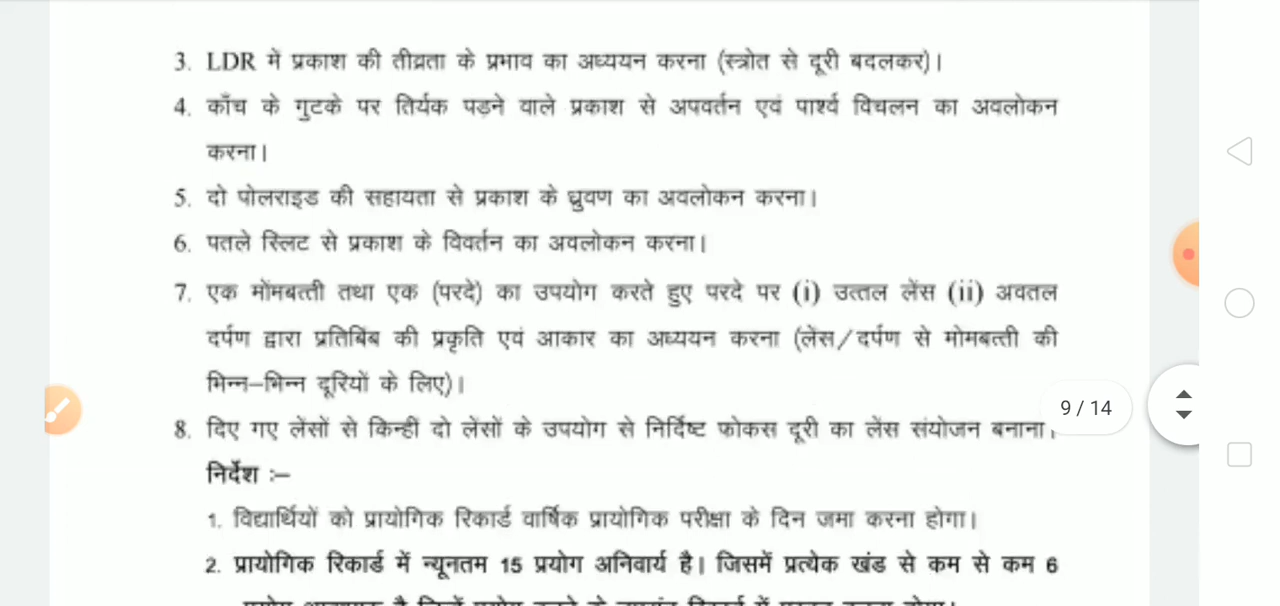 3. LDR में प्रकाश की तीव्रता के प्रभाव का अध्ययन करना (स्त्रोत से दूरी बदलकर)।
4. काँच के गुटके पर तिर्यक पड़ने वाले प्रकाश से अपवर्तन एवं पार्श्व विचलन का अवलोकन
करना।
5. दो पोलराइड की सहायता से प्रकाश के ध्रुवण का अवलोकन करना।
6. पतले स्लिट से प्रकाश के विवर्तन का अवलोकन करना।
7. एक मोंमबत्ती तथा एक (परदे) का उपयोग करते हुए परदे पर (i) उत्तल लेंस (ii) अवतल
दर्पण द्वारा प्रतिबिंब की प्रकृति एवं आकार का अध्ययन करना (लेंस/दर्पण से मोमबत्ती की
भिन्न–भिन्न दूरियों के लिए)।
9 / 14
8. दिए गए लेंसों से किन्हीं दो लेंसों के उपयोग से निर्दिष्ट फोकस दूरी का लेंस संयोजन बनाना।
निर्देश :–
1. विद्यार्थियों को प्रायोगिक रिकार्ड वार्षिक प्रायोगिक परीक्षा के दिन जमा करना होगा।
2. प्रायोगिक रिकार्ड में न्यूनतम 15 प्रयोग अनिवार्य है। जिसमें प्रत्येक खंड से कम से कम 6